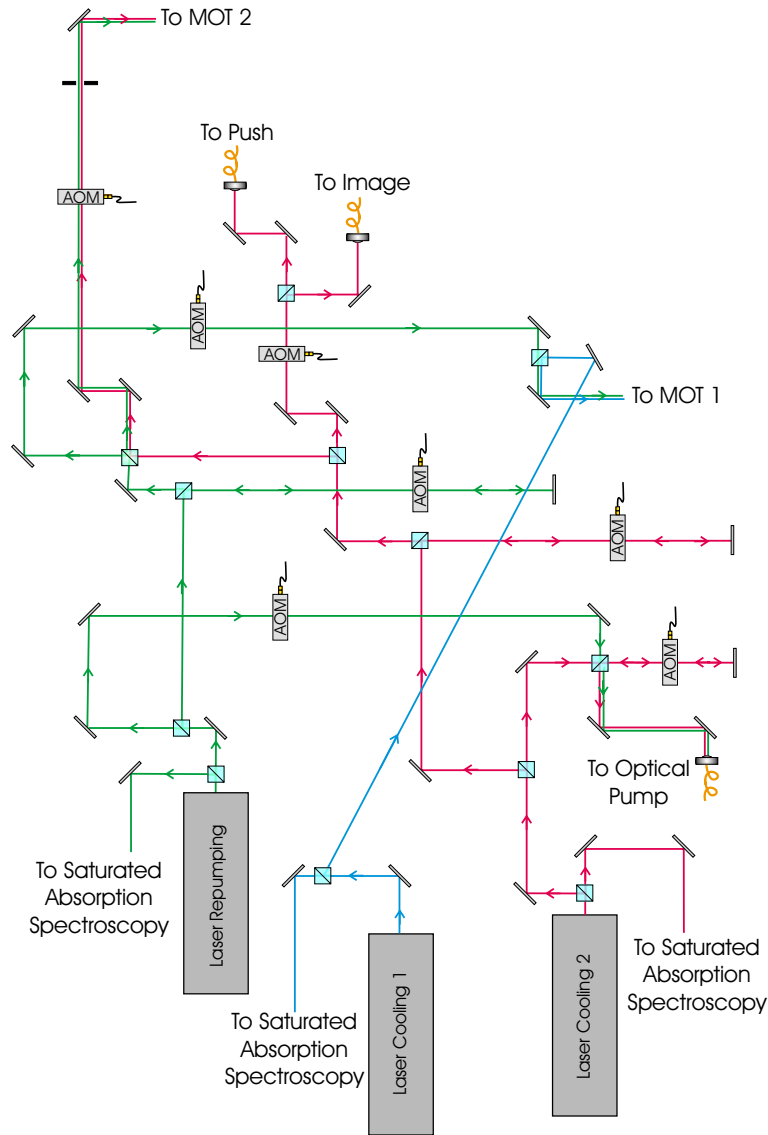 To MOT 2
To Push
To Image
AOM
AOM
AOM
To MOT 1
AOM
AOM
AOM
AOM
To Optical
Pump
To Saturated
Absorption
Spectroscopy
Laser Repumping
To Saturated
Absorption
Spectroscopy
Laser Cooling 1
Laser Cooling 2
To Saturated
Absorption
Spectroscopy